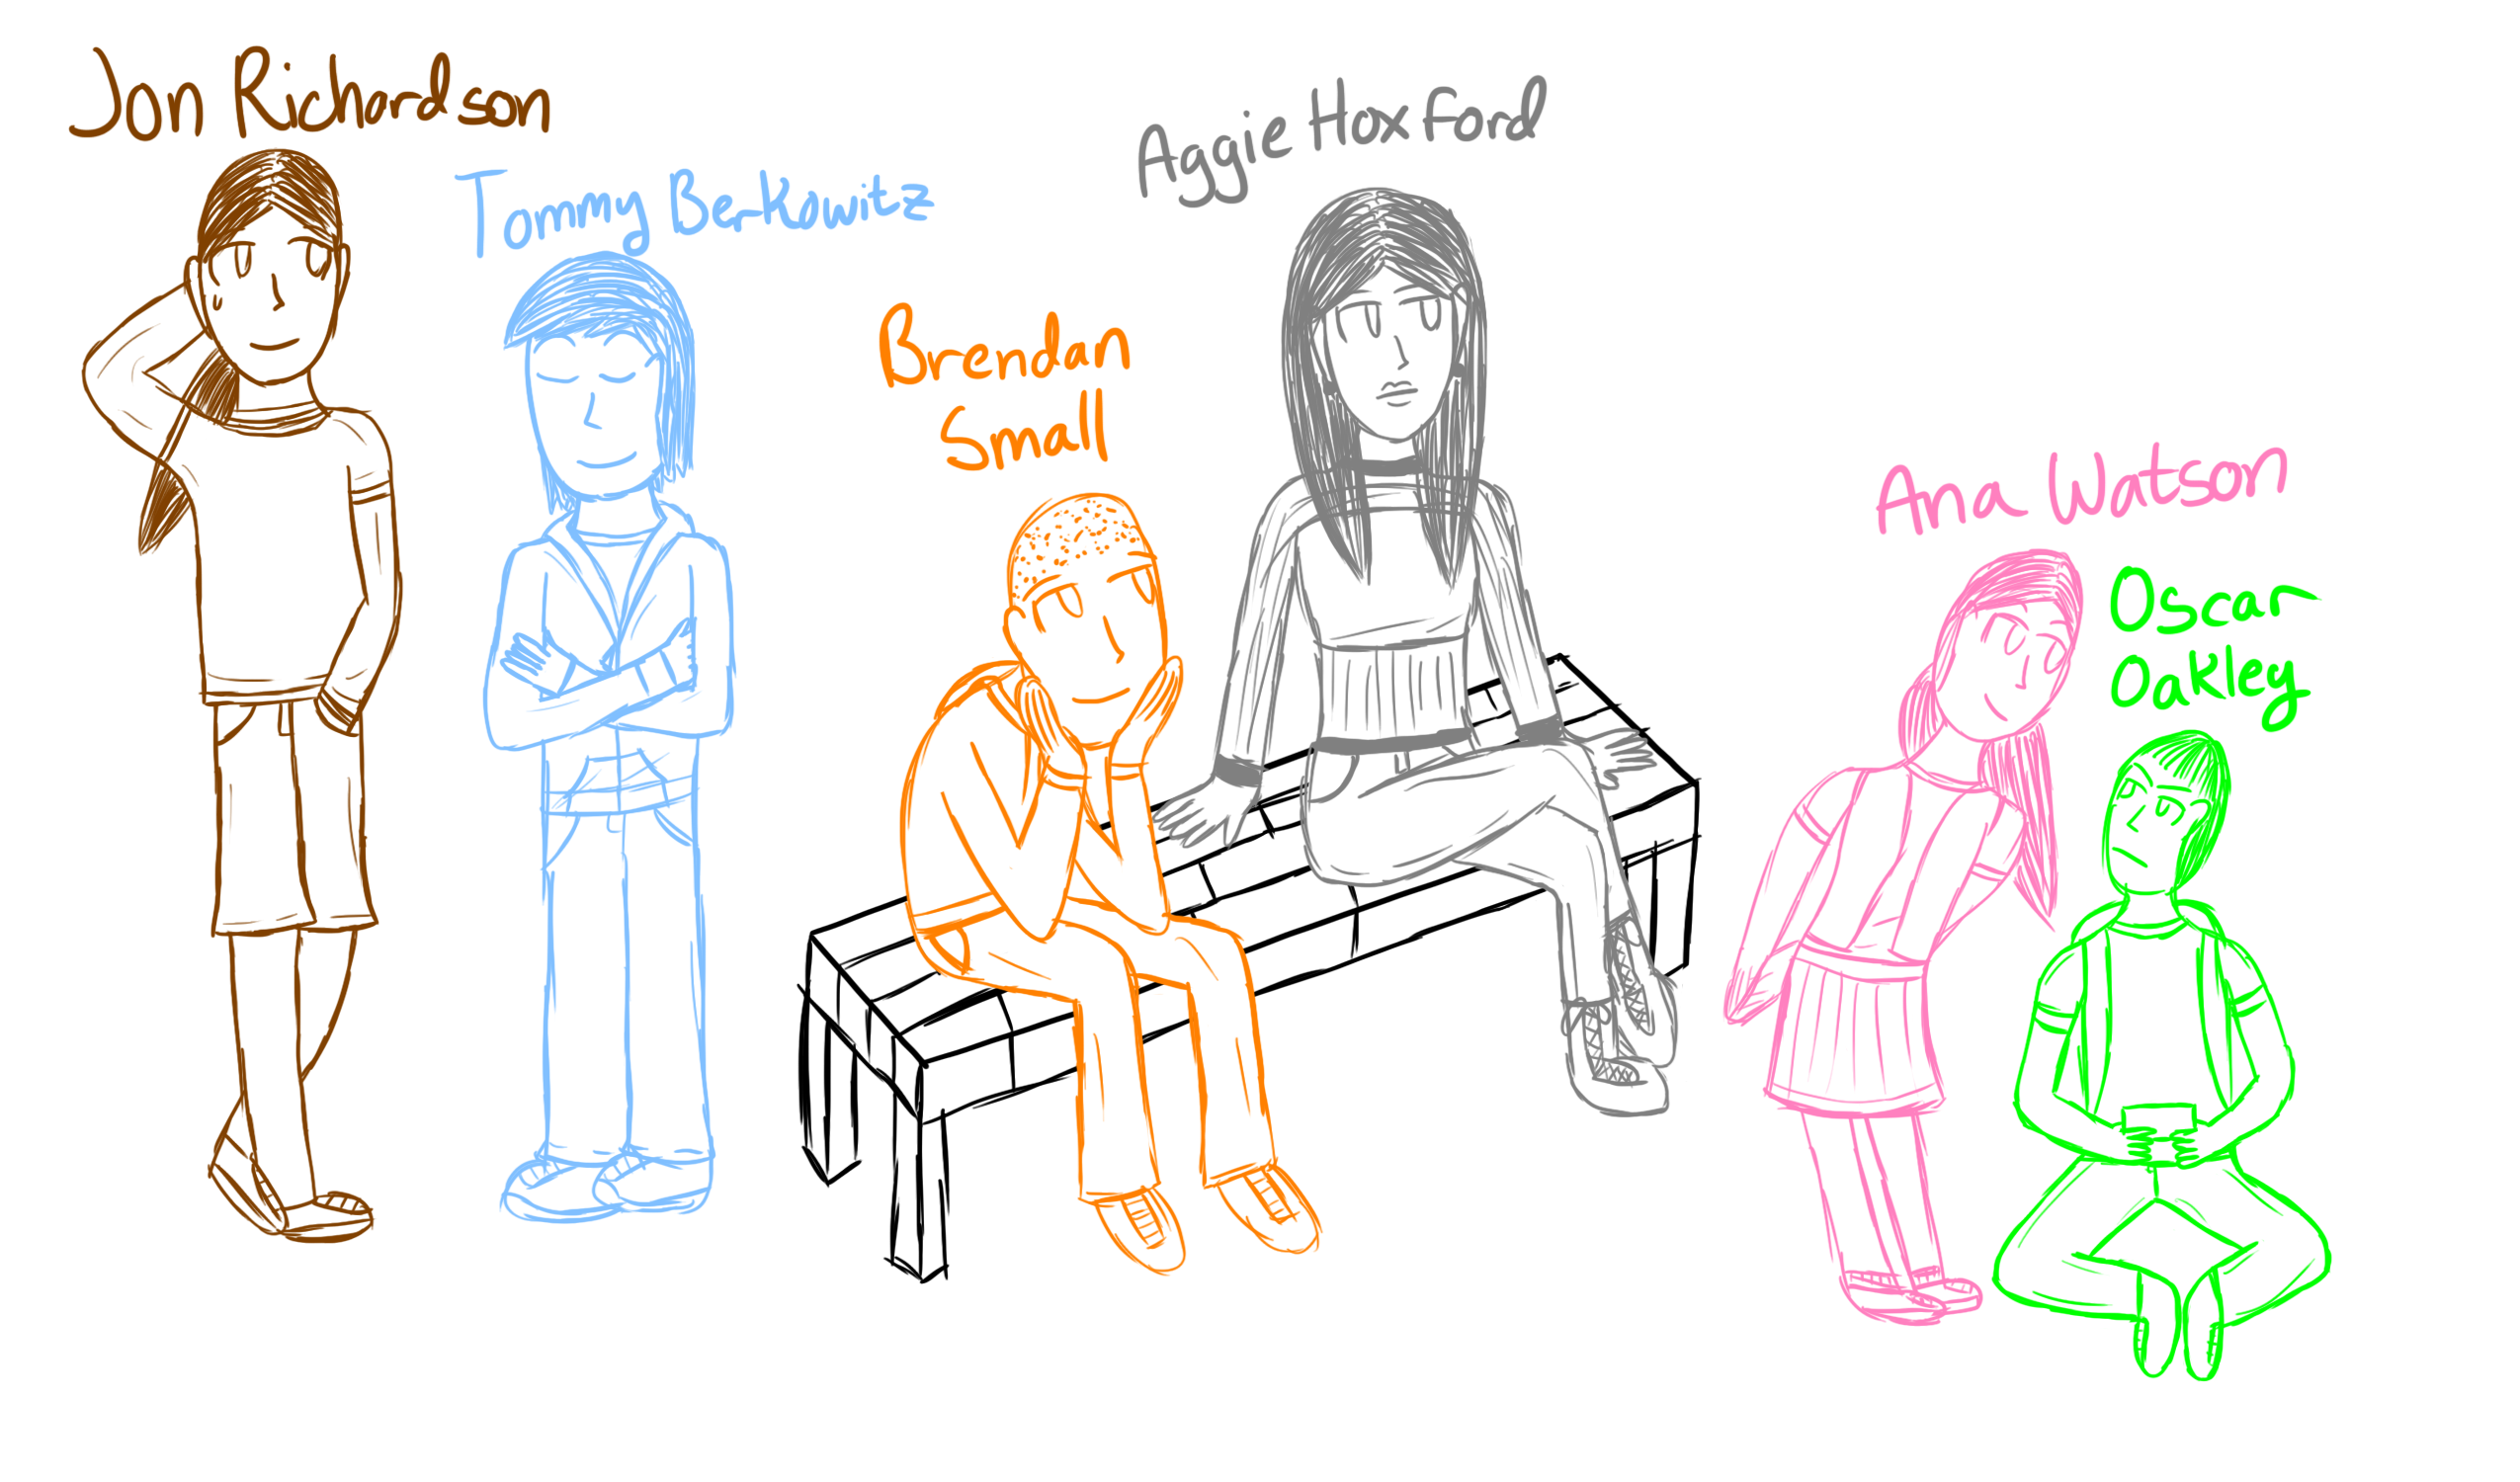 Jon Richardson
Tommy Berkowitz
Brendan
Small
Aggie Hoxford
Ana Watson
Oscar
Oakley